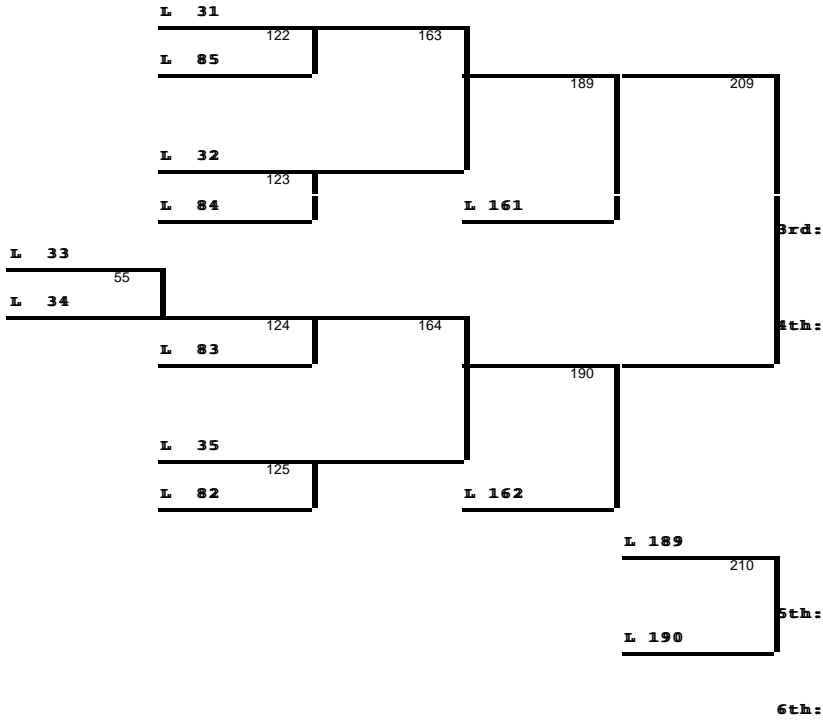 L 31
122 163
L 85
189 209
L 32
123
L 84 L 161
3rd:
L 33
55
L 34
124 164 4th:
L 83
190
L 35
125
L 82 L 162
L 189
210
5th:
L 190
6th: